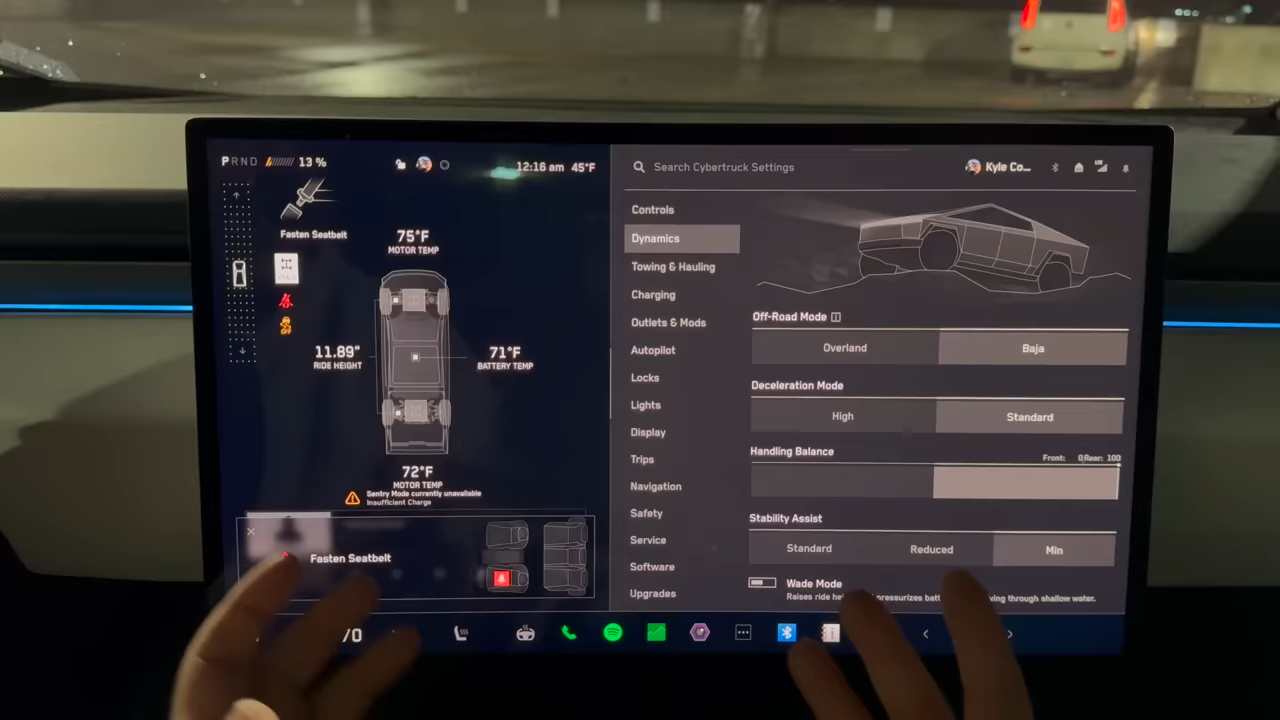 PRND 13 %
12:16 am 45°F
Fasten Seatbelt
75°F
MOTOR TEMP
OFF
11.89"
RIDE HEIGHT
71°F
BATTERY TEMP
72°F
MOTOR TEMP
Sentry Mode currently unavailable
Insufficient Charge
Fasten Seatbelt
Search Cybertruck Settings
Kyle Co...
LTE
Controls
Dynamics
Towing & Hauling
Charging
Outlets & Mods
Autopilot
Locks
Lights
Display
Trips
Navigation
Safety
Service
Software
Upgrades
Off-Road Mode
Overland
Baja
Deceleration Mode
High
Standard
Handling Balance
Front: 0 Rear: 100
Stability Assist
Standard
Reduced
Min
Wade Mode
Raises ride pressurizes through shallow water.